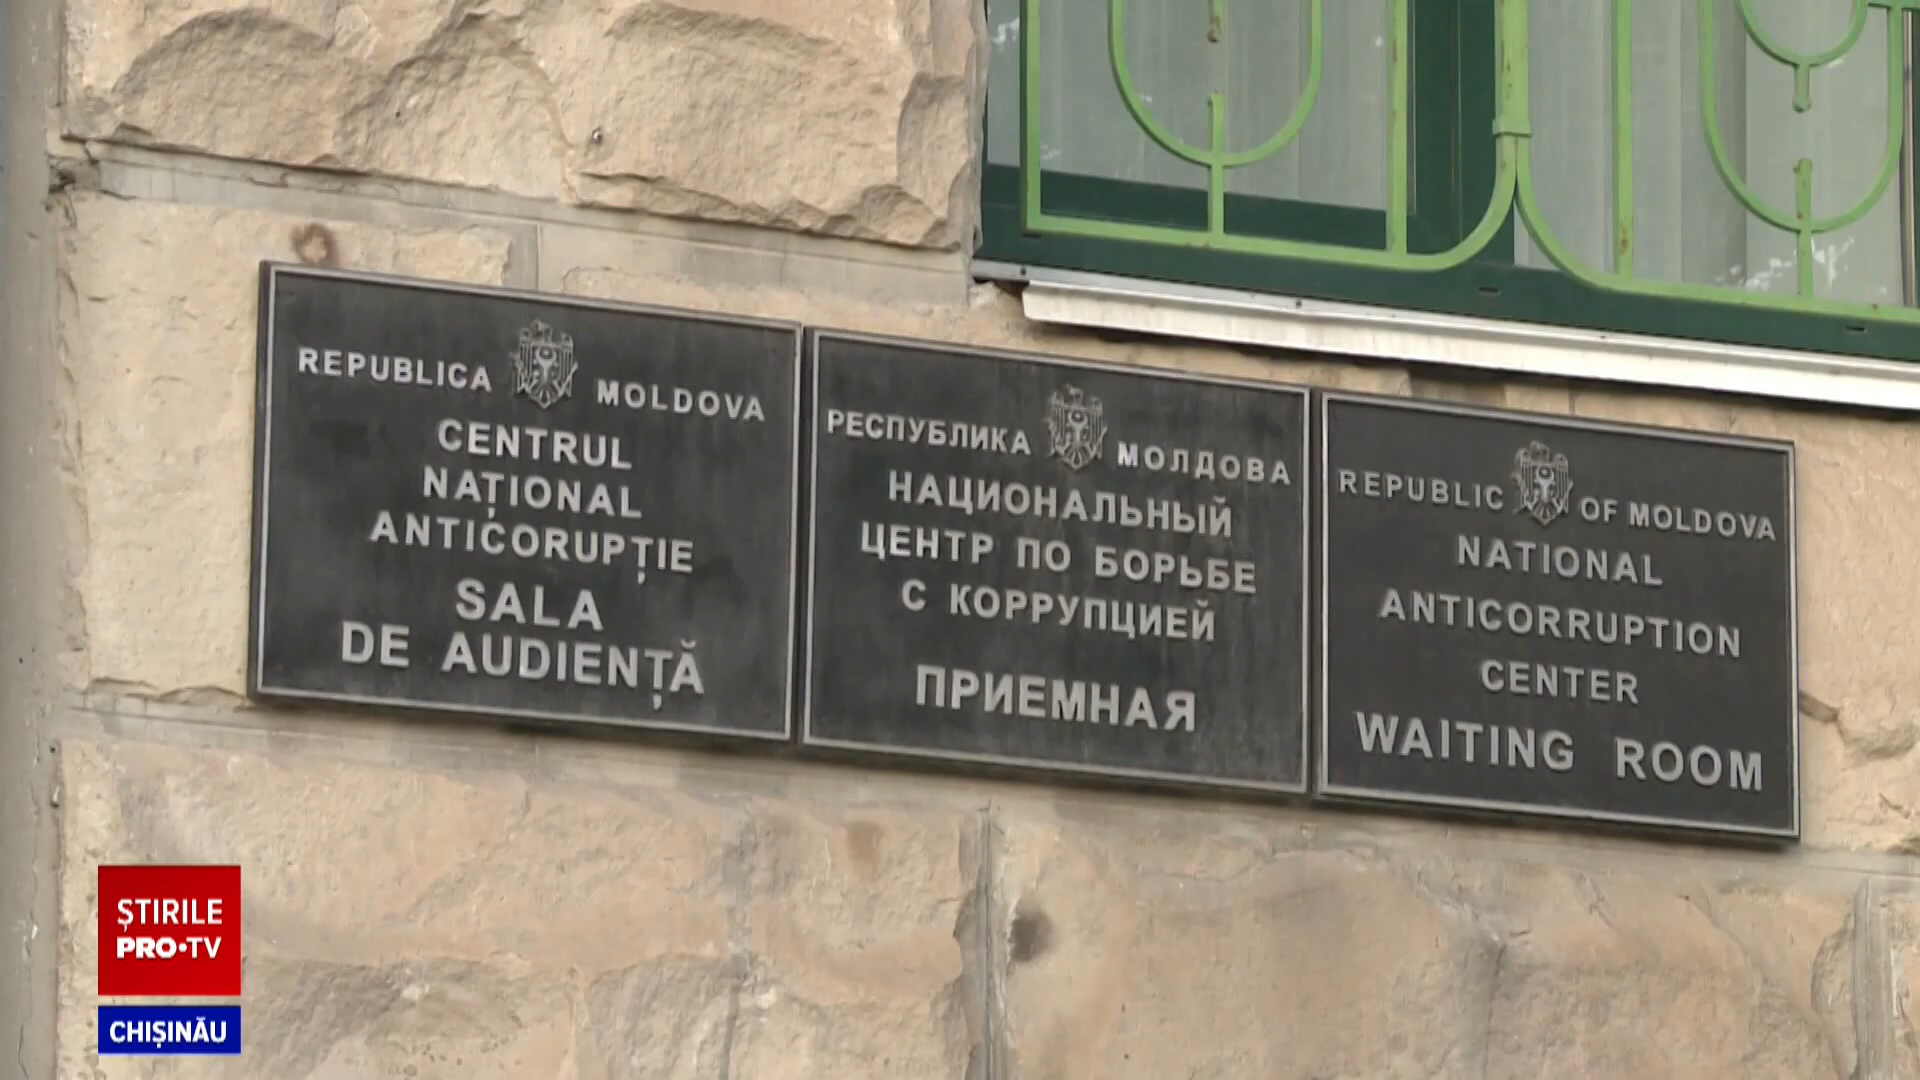 REPUBLICA MOLDOVA
CENTRUL
NAȚIONAL
ANTICORUPȚIE
SALA
DE AUDIENȚĂ
РЕСПУБЛИКА МОЛДОВА
НАЦИОНАЛЬНЫЙ
ЦЕНТР ПО БОРЬБЕ
С КОРРУПЦИЕЙ
ПРИЕМНАЯ
REPUBLIC OF MOLDOVA
NATIONAL
ANTICORRUPTION
CENTER
WAITING ROOM
ȘTIRILE
PRO•TV
CHIȘINĂU